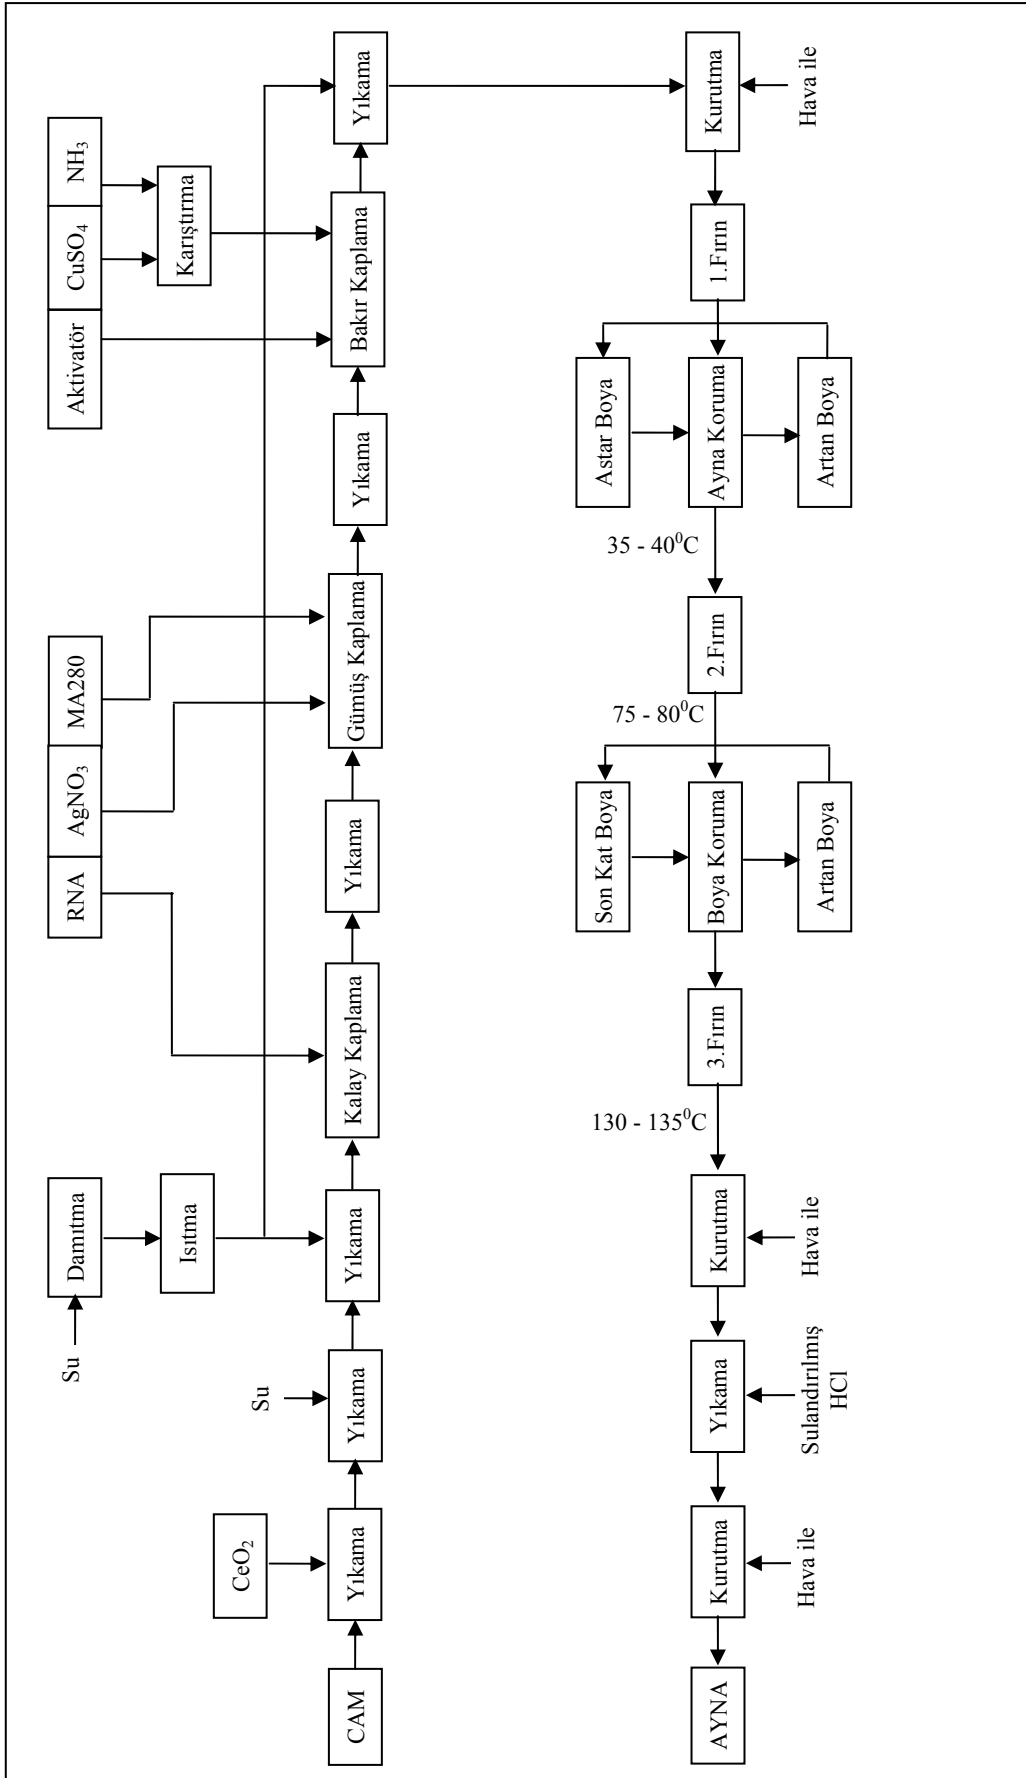 CAM
CeO₂
Yıkama
Su
Yıkama
Su
Damıtma
Isıtma
Yıkama
RNA
Kalay Kaplama
Yıkama
AgNO₃
MA280
Gümüş Kaplama
Yıkama
Aktivatör
CuSO₄
NH₃
Karıştırma
Bakır Kaplama
Yıkama
Kurutma
Hava ile
1.Fırın
Astar Boya
Ayna Koruma
Artan Boya
35 - 40⁰C
2.Fırın
75 - 80⁰C
Son Kat Boya
Boya Koruma
Artan Boya
3.Fırın
130 - 135⁰C
Kurutma
Hava ile
Yıkama
Sulandırılmış
HCl
Kurutma
Hava ile
AYNA